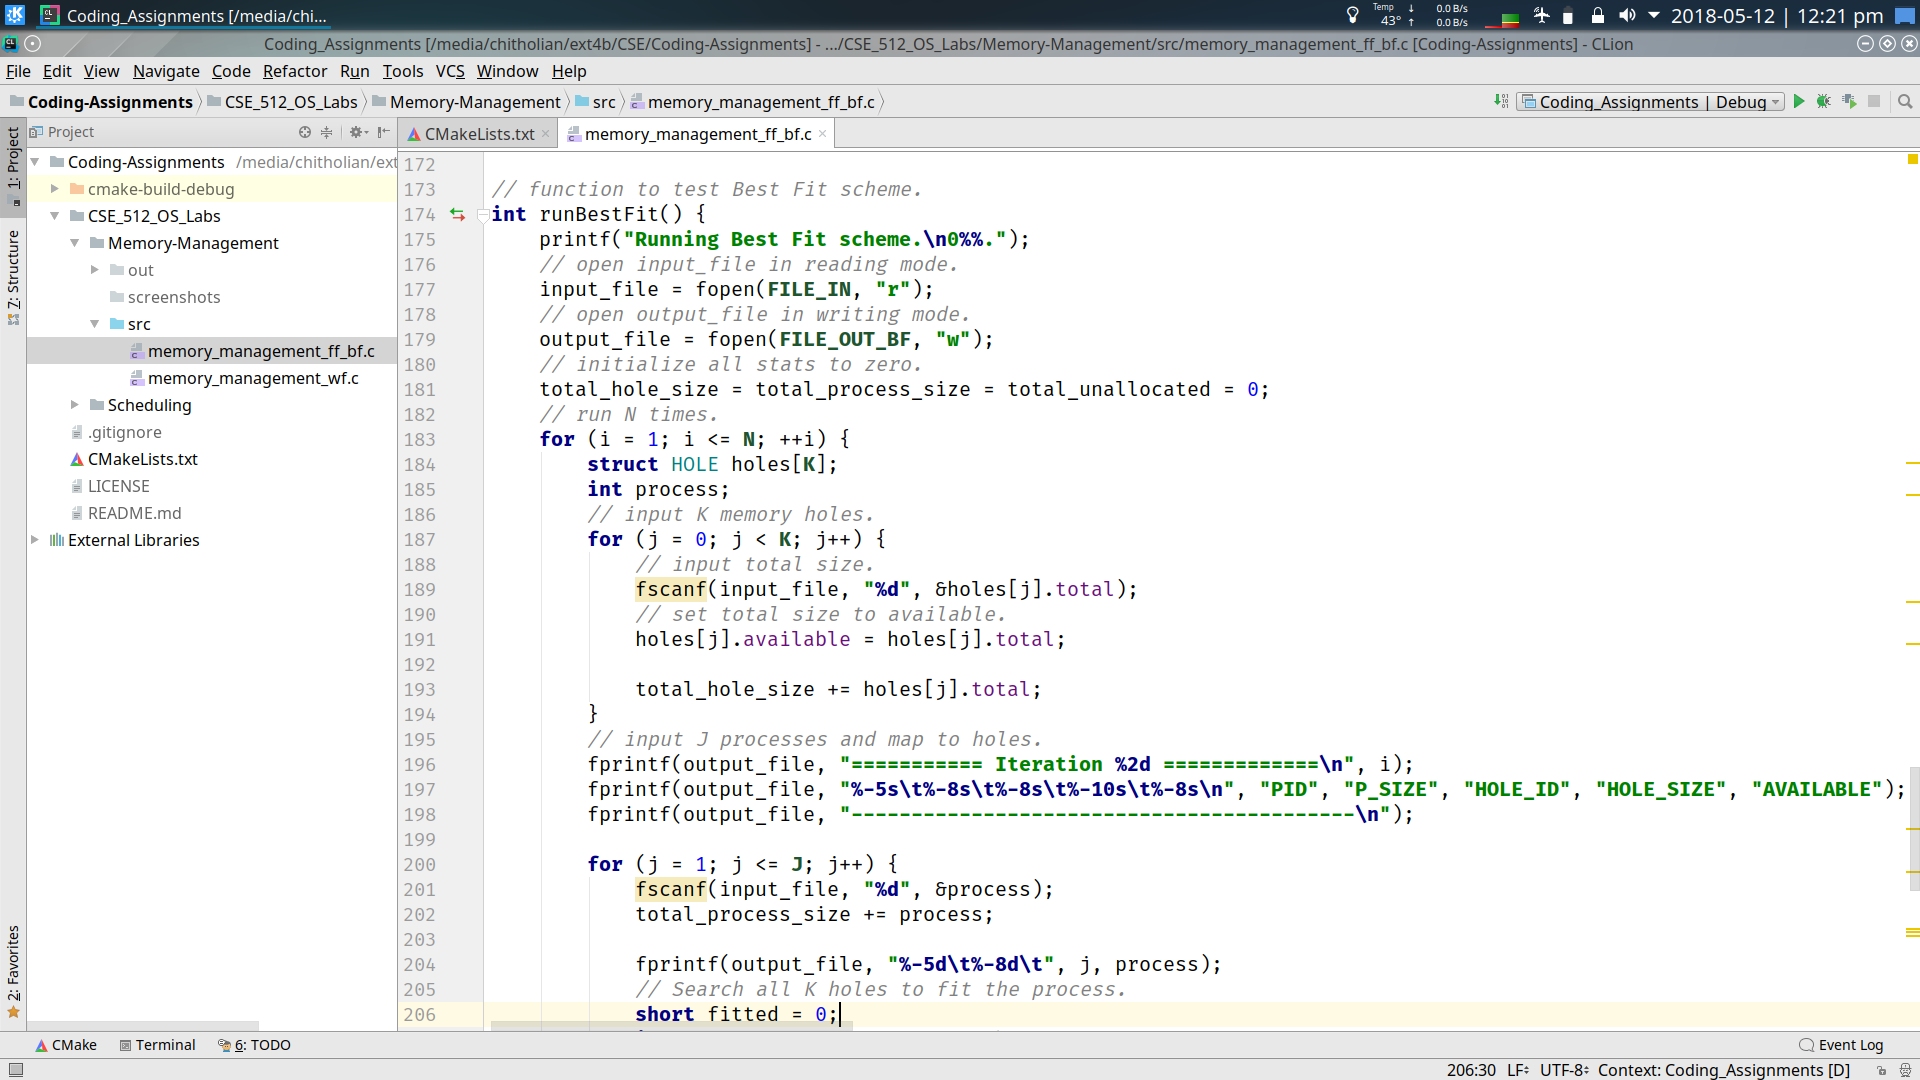 Coding_Assignments [/media/chi...
Temp
43°
0.0 B/s
0.0 B/s
2018-05-12 | 12:21 pm
Coding_Assignments [/media/chitholian/ext4b/CSE/Coding-Assignments] - .../CSE_512_OS_Labs/Memory-Management/src/memory_management_ff_bf.c [Coding-Assignments] - CLion
File Edit View Navigate Code Refactor Run Tools VCS Window Help
Coding-Assignments CSE_512_OS_Labs Memory-Management src memory_management_ff_bf.c
Coding_Assignments | Debug
1: Project
7: Structure
2: Favorites
Project
Coding-Assignments /media/chitholian/ext
cmake-build-debug
CSE_512_OS_Labs
Memory-Management
out
screenshots
src
memory_management_ff_bf.c
memory_management_wf.c
Scheduling
.gitignore
CMakeLists.txt
LICENSE
README.md
External Libraries
CMakeLists.txt
memory_management_ff_bf.c
172
173 // function to test Best Fit scheme.
174 int runBestFit() {
175     printf("Running Best Fit scheme.\n0%%.");
176     // open input_file in reading mode.
177     input_file = fopen(FILE_IN, "r");
178     // open output_file in writing mode.
179     output_file = fopen(FILE_OUT_BF, "w");
180     // initialize all stats to zero.
181     total_hole_size = total_process_size = total_unallocated = 0;
182     // run N times.
183     for (i = 1; i <= N; ++i) {
184         struct HOLE holes[K];
185         int process;
186         // input K memory holes.
187         for (j = 0; j < K; j++) {
188             // input total size.
189             fscanf(input_file, "%d", &holes[j].total);
190             // set total size to available.
191             holes[j].available = holes[j].total;
192
193             total_hole_size += holes[j].total;
194         }
195         // input J processes and map to holes.
196         fprintf(output_file, "=========== Iteration %2d =============\n", i);
197         fprintf(output_file, "%-5s\t%-8s\t%-8s\t%-10s\t%-8s\n", "PID", "P_SIZE", "HOLE_ID", "HOLE_SIZE", "AVAILABLE");
198         fprintf(output_file, "------------------------------------------\n");
199
200         for (j = 1; j <= J; j++) {
201             fscanf(input_file, "%d", &process);
202             total_process_size += process;
203
204             fprintf(output_file, "%-5d\t%-8d\t", j, process);
205             // Search all K holes to fit the process.
206             short fitted = 0;
CMake Terminal 6: TODO Event Log
206:30 LF UTF-8 Context: Coding_Assignments [D]